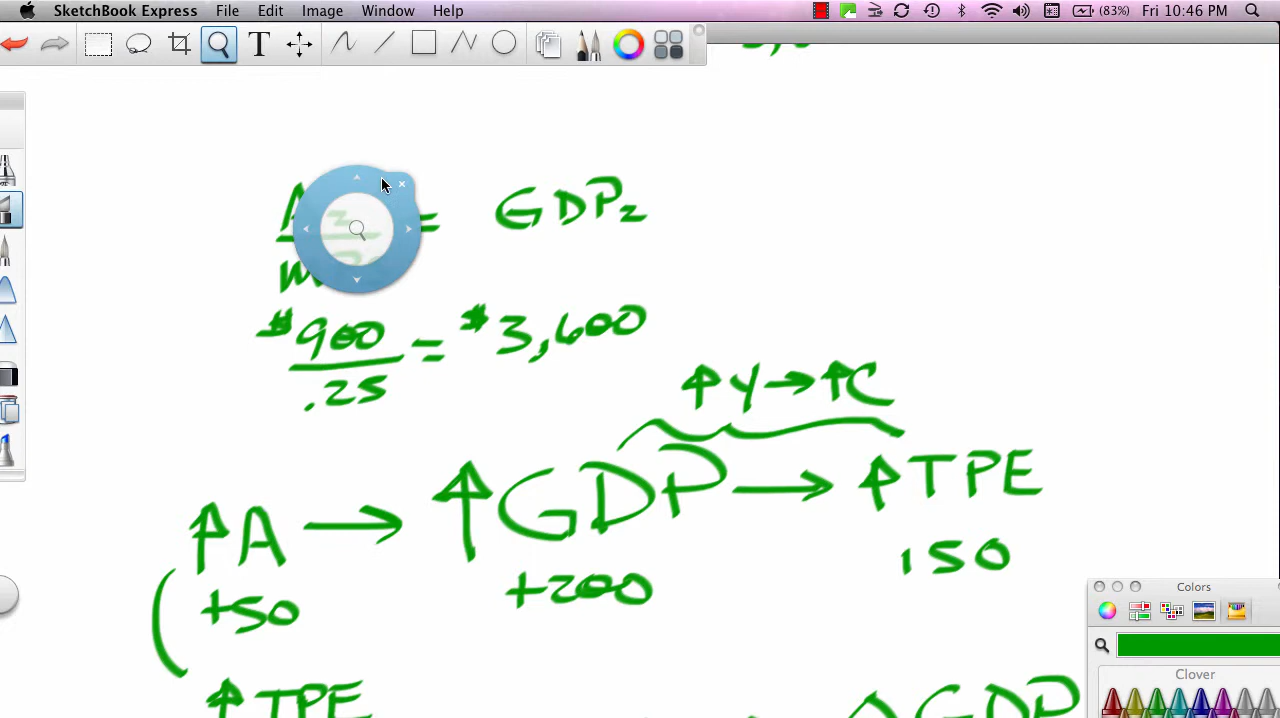 SketchBook Express File Edit Image Window Help (83%) Fri 10:46 PM
T
= GDP2
$900 = $3,600
.25
↑Y→↑C
↑A → ↑GDP → ↑TPE
+50 +200 150
↑TPE ↑GDP
Colors
Clover